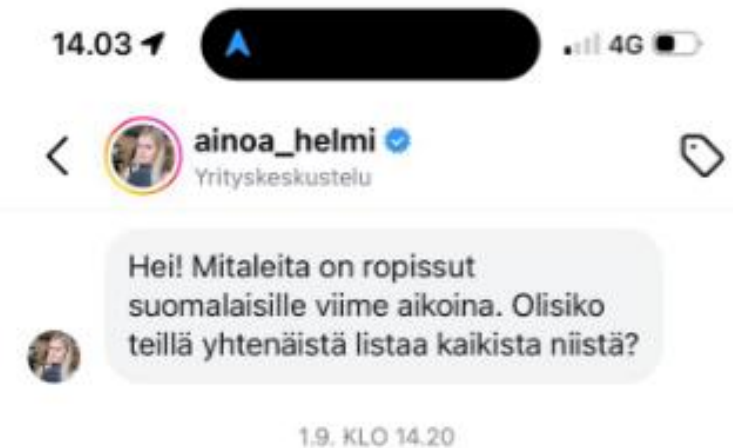 14.03
4G
ainoa_helmi
Yrityskeskustelu
Hei! Mitaleita on ropissut
suomalaisille viime aikoina. Olisiko
teillä yhtenäistä listaa kaikista niistä?
1.9. KLO 14.20